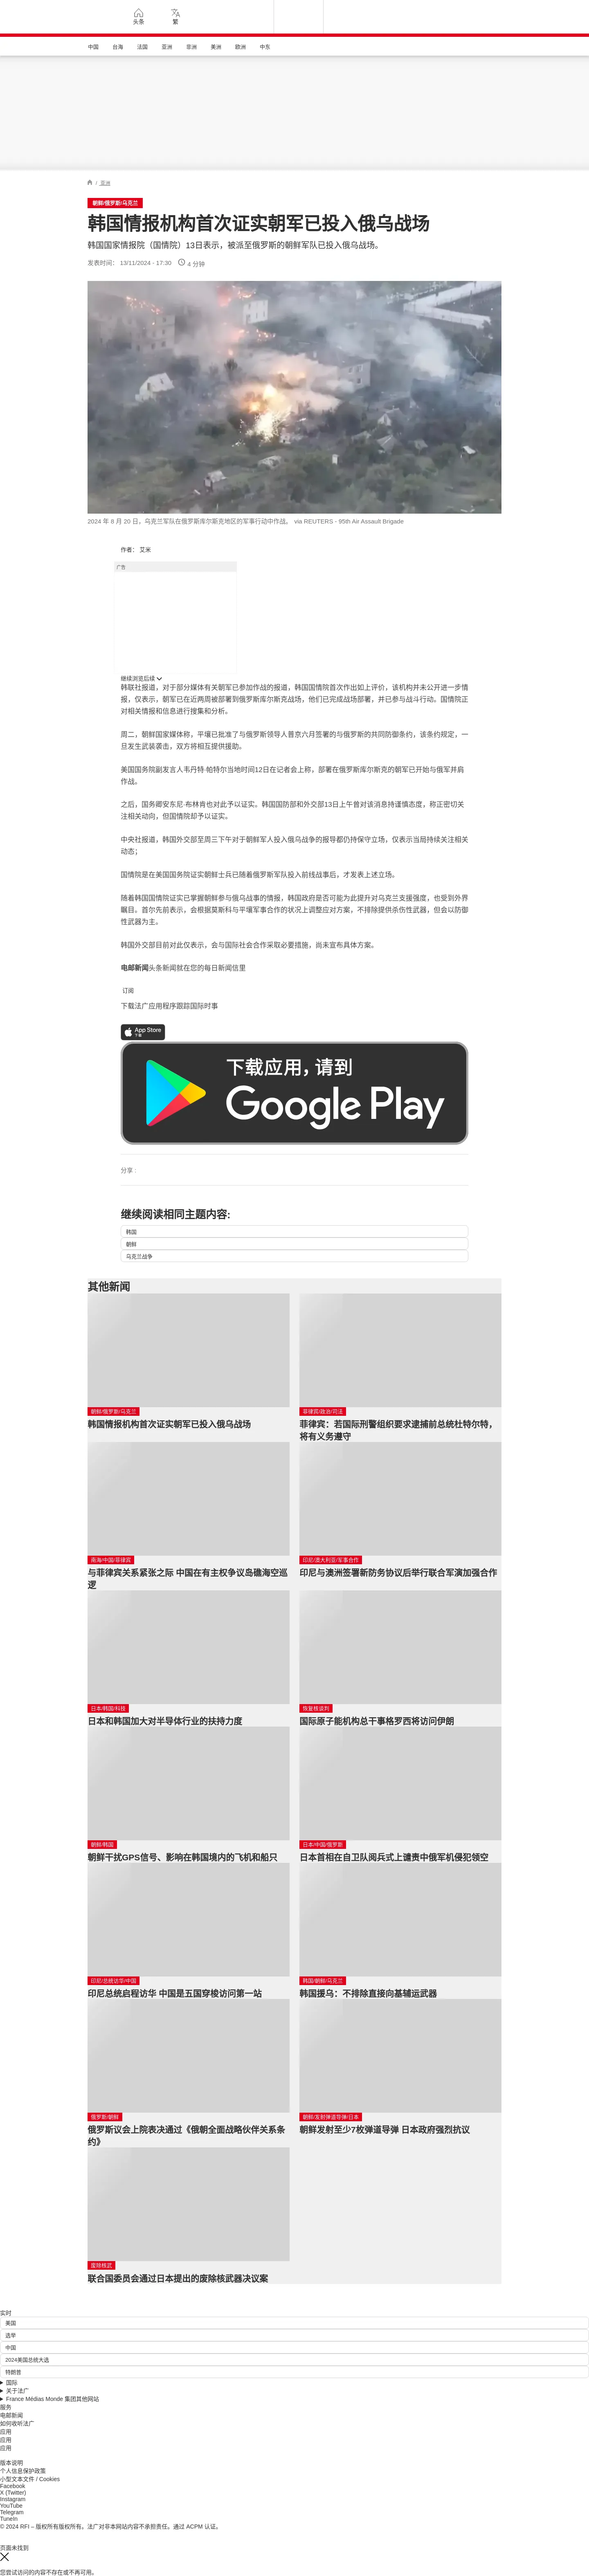 头条
繁
中国
台海
法国
亚洲
非洲
美洲
欧洲
中东
/ 亚洲
朝鲜/俄罗斯/乌克兰
韩国情报机构首次证实朝军已投入俄乌战场
韩国国家情报院（国情院）13日表示，被派至俄罗斯的朝鲜军队已投入俄乌战场。
发表时间： 13/11/2024 - 17:30 4 分钟
2024 年 8 月 20 日，乌克兰军队在俄罗斯库尔斯克地区的军事行动中作战。 via REUTERS - 95th Air Assault Brigade
作者： 艾米
广告
继续浏览后续
韩联社报道，对于部分媒体有关朝军已参加作战的报道，韩国国情院首次作出如上评价，该机构并未公开进一步情
报，仅表示，朝军已在近两周被部署到俄罗斯库尔斯克战场，他们已完成战场部署，并已参与战斗行动。国情院正
对相关情报和信息进行搜集和分析。
周二，朝鲜国家媒体称，平壤已批准了与俄罗斯领导人普京六月签署的与俄罗斯的共同防御条约，该条约规定，一
旦发生武装袭击，双方将相互提供援助。
美国国务院副发言人韦丹特·帕特尔当地时间12日在记者会上称，部署在俄罗斯库尔斯克的朝军已开始与俄军并肩
作战。
之后，国务卿安东尼·布林肯也对此予以证实。韩国国防部和外交部13日上午曾对该消息持谨慎态度，称正密切关
注相关动向，但国情院却予以证实。
中央社报道，韩国外交部至周三下午对于朝鲜军人投入俄乌战争的报导都仍持保守立场，仅表示当局持续关注相关
动态；
国情院是在美国国务院证实朝鲜士兵已随着俄罗斯军队投入前线战事后，才发表上述立场。
随着韩国国情院证实已掌握朝鲜参与俄乌战事的情报，韩国政府是否可能为此提升对乌克兰支援强度，也受到外界
瞩目。首尔先前表示，会根据莫斯科与平壤军事合作的状况上调整应对方案，不排除提供杀伤性武器，但会以防御
性武器为主。
韩国外交部目前对此仅表示，会与国际社会合作采取必要措施，尚未宣布具体方案。
电邮新闻头条新闻就在您的每日新闻信里
订阅
下载法广应用程序跟踪国际时事
App Store
下载
下载应用，请到
Google Play
分享 :
继续阅读相同主题内容:
韩国
朝鲜
乌克兰战争
其他新闻
朝鲜/俄罗斯/乌克兰
韩国情报机构首次证实朝军已投入俄乌战场
菲律宾/政治/司法
菲律宾：若国际刑警组织要求逮捕前总统杜特尔特，
将有义务遵守
南海/中国/菲律宾
与菲律宾关系紧张之际 中国在有主权争议岛礁海空巡
逻
印尼/澳大利亚/军事合作
印尼与澳洲签署新防务协议后举行联合军演加强合作
日本/韩国/科技
日本和韩国加大对半导体行业的扶持力度
恢复核谈判
国际原子能机构总干事格罗西将访问伊朗
朝鲜/韩国
朝鲜干扰GPS信号、影响在韩国境内的飞机和船只
日本/中国/俄罗斯
日本首相在自卫队阅兵式上谴责中俄军机侵犯领空
印尼/总统访华/中国
印尼总统启程访华 中国是五国穿梭访问第一站
韩国/朝鲜/乌克兰
韩国援乌：不排除直接向基辅运武器
俄罗斯/朝鲜
俄罗斯议会上院表决通过《俄朝全面战略伙伴关系条
约》
朝鲜/发射弹道导弹/日本
朝鲜发射至少7枚弹道导弹 日本政府强烈抗议
废除核武
联合国委员会通过日本提出的废除核武器决议案
实时
美国
选举
中国
2024美国总统大选
特朗普
国际
关于法广
France Médias Monde 集团其他网站
服务
电邮新闻
如何收听法广
应用
应用
应用
版本说明
个人信息保护政策
小型文本文件 / Cookies
Facebook
X (Twitter)
Instagram
YouTube
Telegram
TuneIn
© 2024 RFI – 版权所有版权所有。法广对非本网站内容不承担责任。通过 ACPM 认证。
页面未找到
您尝试访问的内容不存在或不再可用。